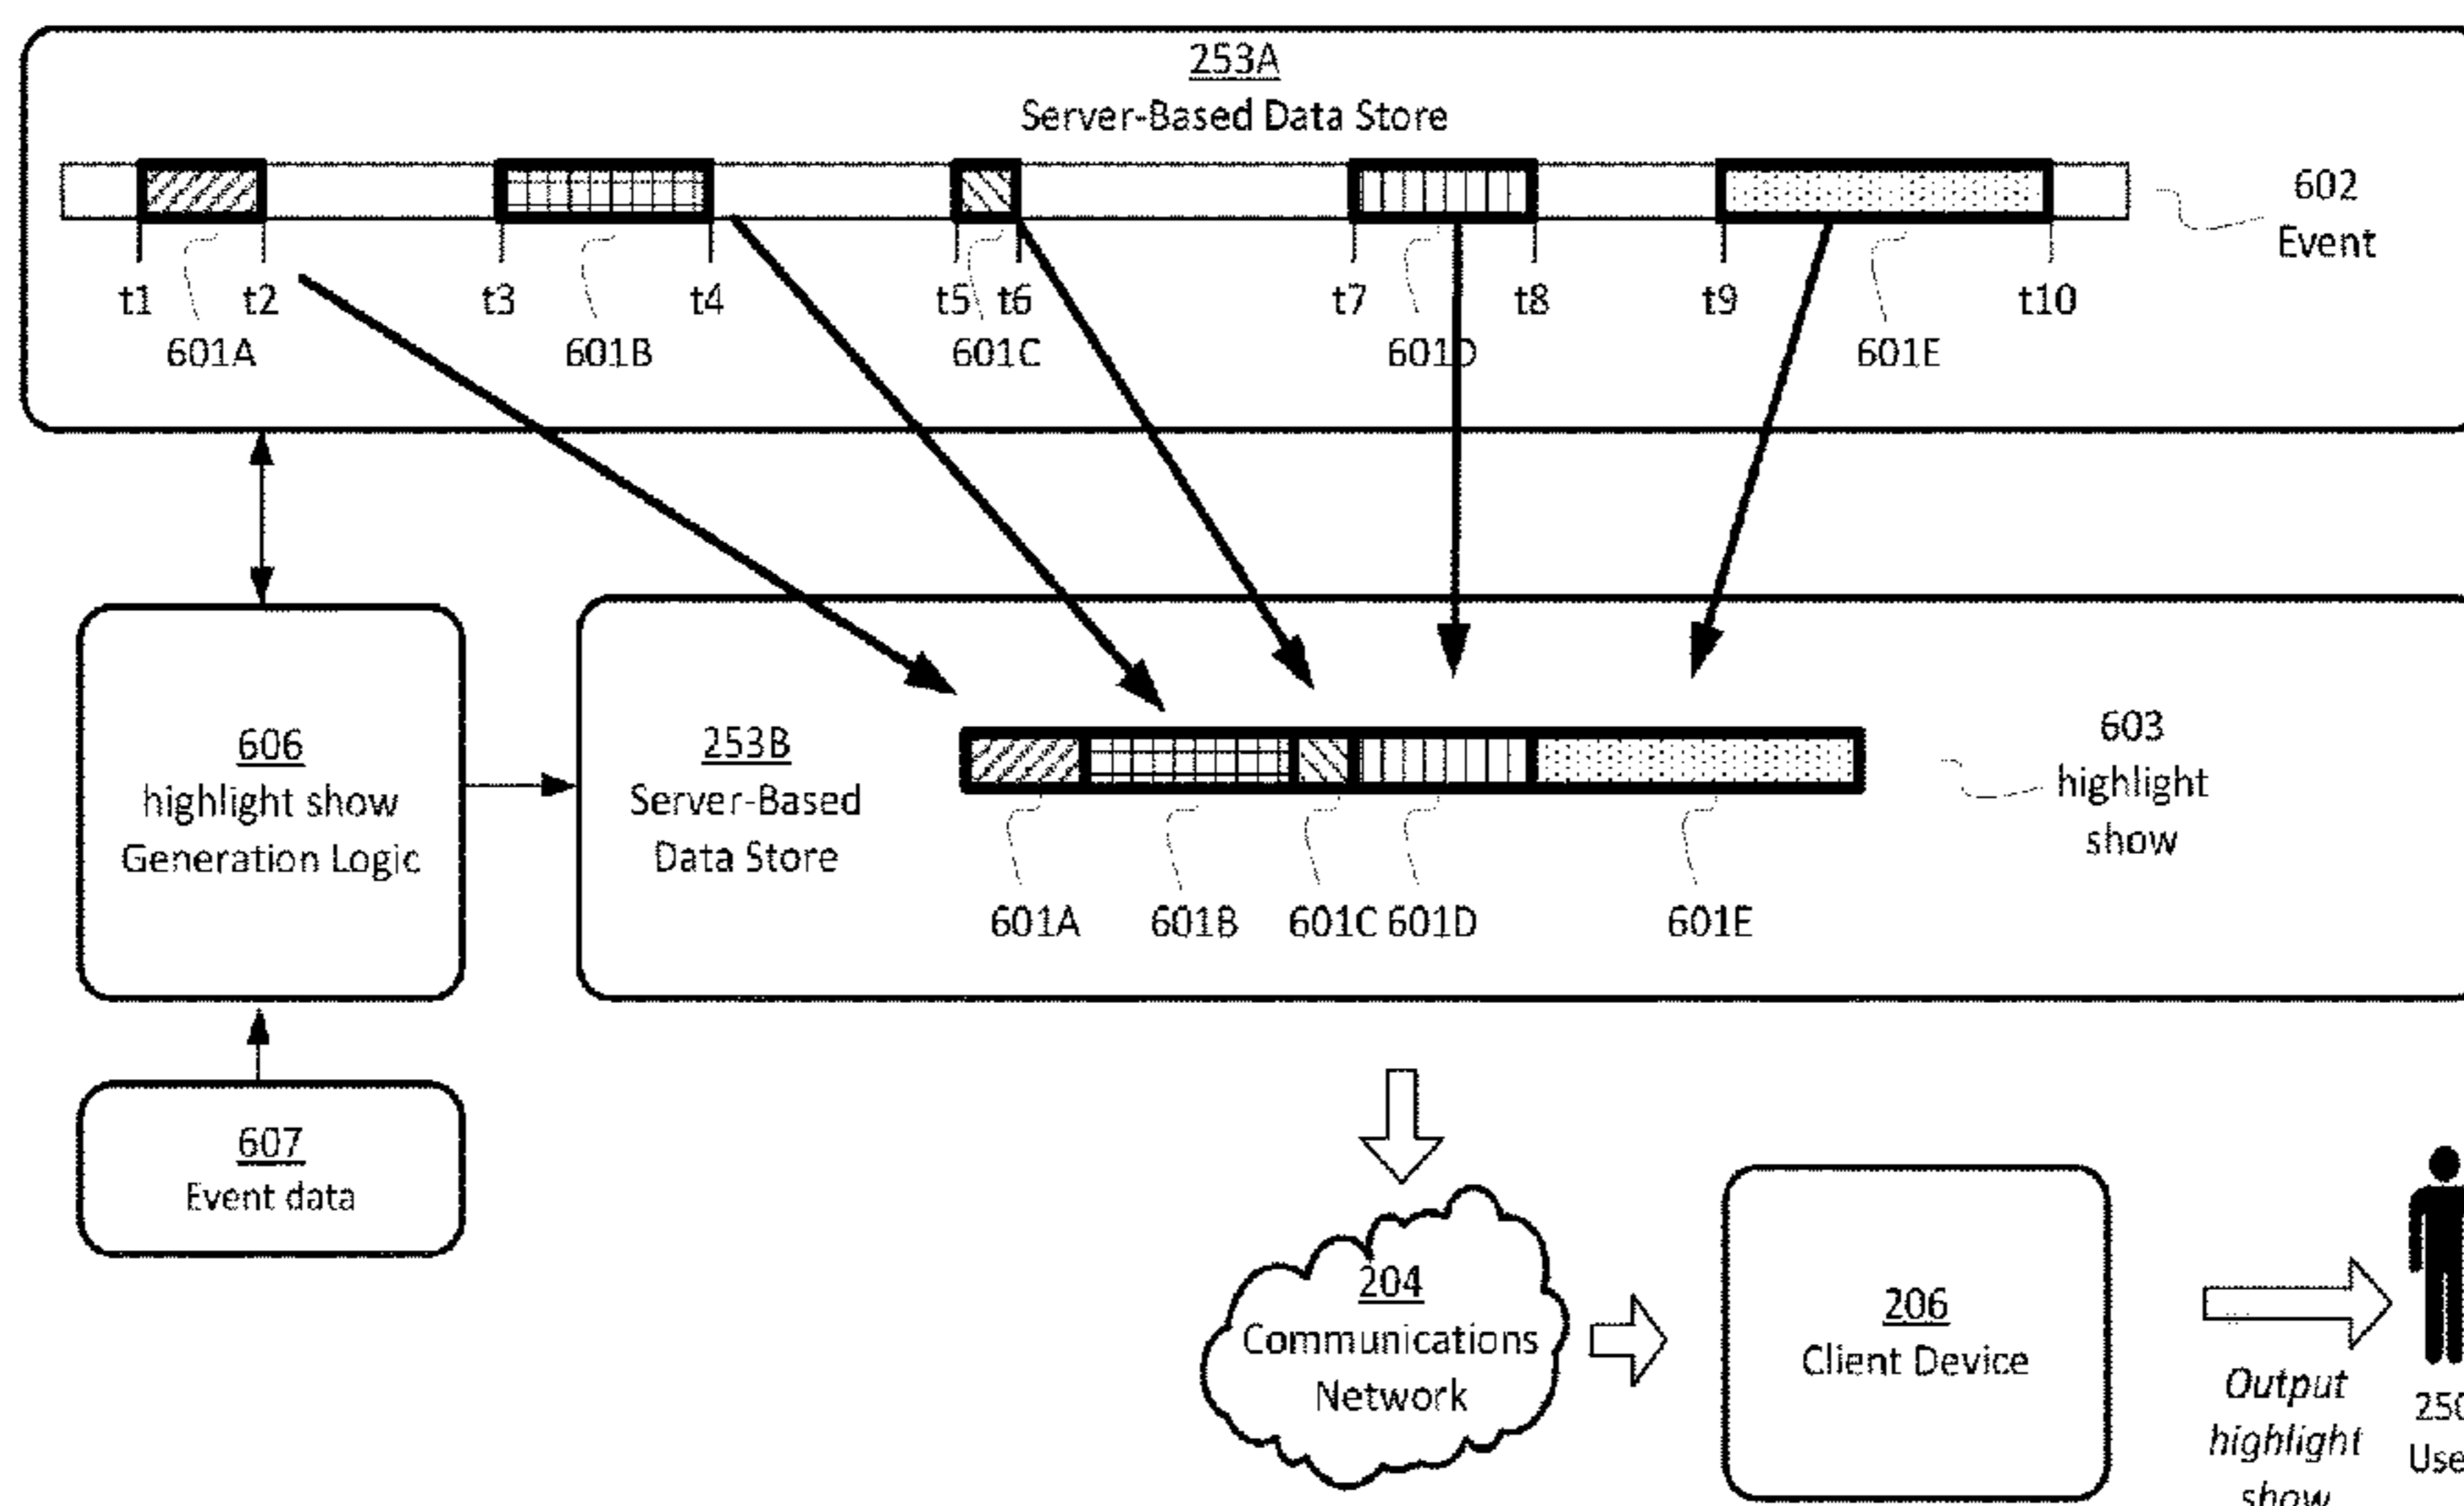 253A
Server-Based Data Store
602
Event
t1 t2 t3 t4 t5 t6 t7 t8 t9 t10
601A 601B 601C 601D 601E
606
highlight show
Generation Logic
253B
Server-Based
Data Store
603
highlight
show
601A 601B 601C 601D 601E
607
Event data
204
Communications
Network
206
Client Device
Output
highlight
show